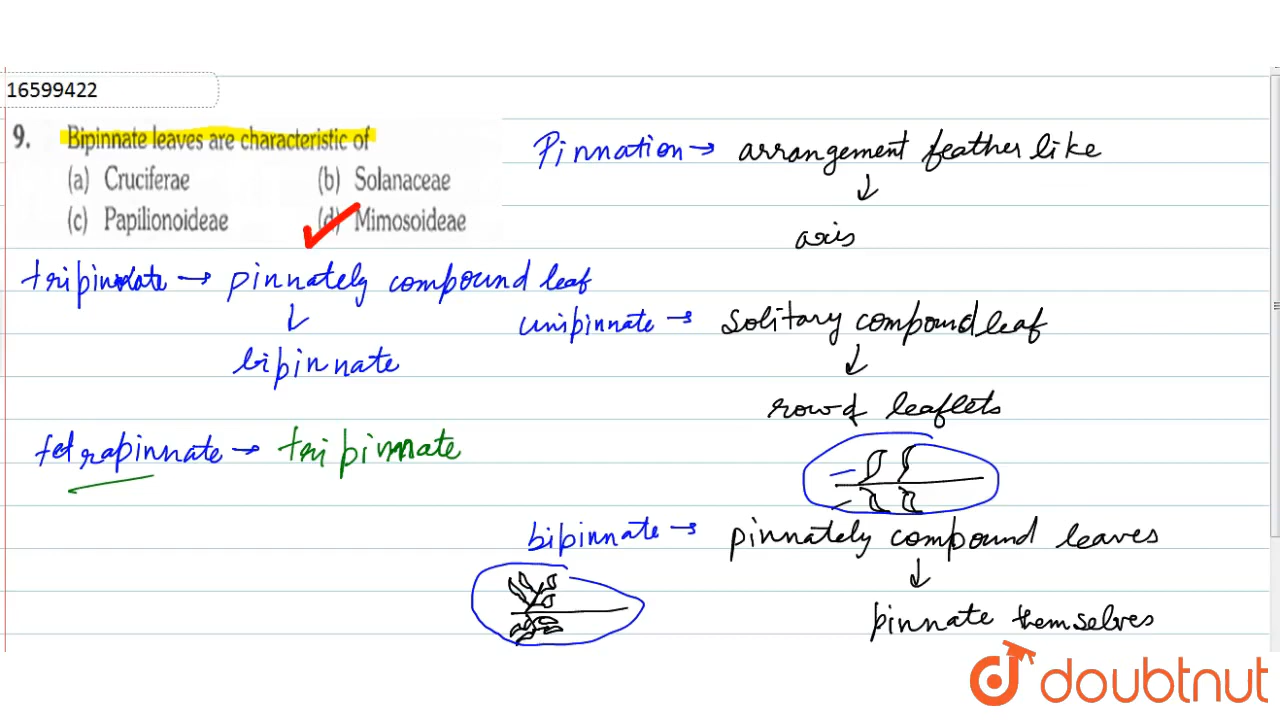 16599422
9. Bipinnate leaves are characteristic of
(a) Cruciferae (b) Solanaceae
(c) Papilionoideae (d) Mimosoideae
Pinnation → arrangement feather like
↓
axis
tripinnate → pinnately compound leaf
↓
bipinnate
unipinnate → solitary compound leaf
↓
row of leaflets
tetrapinnate → tripinnate
bipinnate → pinnately compound leaves
↓
pinnate themselves
doubtnut